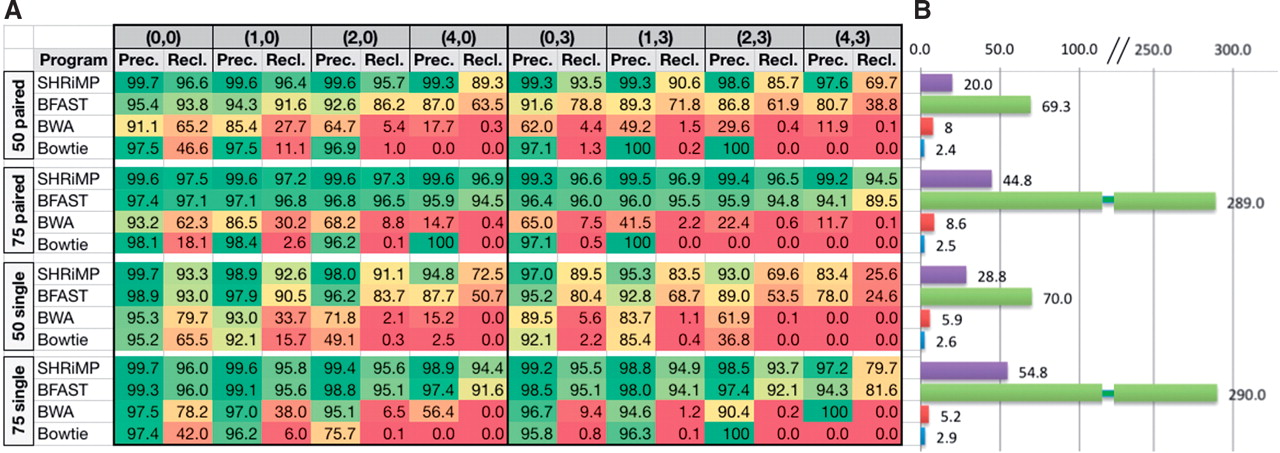 A B
(0,0) (1,0) (2,0) (4,0) (0,3) (1,3) (2,3) (4,3) 0.0 50.0 100.0 // 250.0 300.0
Program Prec. Recl. Prec. Recl. Prec. Recl. Prec. Recl. Prec. Recl. Prec. Recl. Prec. Recl. Prec. Recl.
50 paired
SHRiMP 99.7 96.6 99.6 96.4 99.6 95.7 99.3 89.3 99.3 93.5 99.3 90.6 98.6 85.7 97.6 69.7 20.0
BFAST 95.4 93.8 94.3 91.6 92.6 86.2 87.0 63.5 91.6 78.8 89.3 71.8 86.8 61.9 80.7 38.8 69.3
BWA 91.1 65.2 85.4 27.7 64.7 5.4 17.7 0.3 62.0 4.4 49.2 1.5 29.6 0.4 11.9 0.1 8
Bowtie 97.5 46.6 97.5 11.1 96.9 1.0 0.0 0.0 97.1 1.3 100 0.2 100 0.0 0.0 0.0 2.4
75 paired
SHRiMP 99.6 97.5 99.6 97.2 99.6 97.3 99.6 96.9 99.3 96.6 99.5 96.9 99.4 96.5 99.2 94.5 44.8
BFAST 97.4 97.1 97.1 96.8 96.8 96.5 95.9 94.5 96.4 96.0 96.0 95.5 95.9 94.8 94.1 89.5 289.0
BWA 93.2 62.3 86.5 30.2 68.2 8.8 14.7 0.4 65.0 7.5 41.5 2.2 22.4 0.6 11.7 0.1 8.6
Bowtie 98.1 18.1 98.4 2.6 96.2 0.1 100 0.0 97.1 0.5 100 0.0 0.0 0.0 0.0 0.0 2.5
50 single
SHRiMP 99.7 93.3 98.9 92.6 98.0 91.1 94.8 72.5 97.0 89.5 95.3 83.5 93.0 69.6 83.4 25.6 28.8
BFAST 98.9 93.0 97.9 90.5 96.2 83.7 87.7 50.7 95.2 80.4 92.8 68.7 89.0 53.5 78.0 24.6 70.0
BWA 95.3 79.7 93.0 33.7 71.8 2.1 15.2 0.0 89.5 5.6 83.7 1.1 61.9 0.1 0.0 0.0 5.9
Bowtie 95.2 65.5 92.1 15.7 49.1 0.3 2.5 0.0 92.1 2.2 85.4 0.4 36.8 0.0 0.0 0.0 2.6
75 single
SHRiMP 99.7 96.0 99.6 95.8 99.4 95.6 98.9 94.4 99.2 95.5 98.8 94.9 98.5 93.7 97.2 79.7 54.8
BFAST 99.3 96.0 99.1 95.6 98.8 95.1 97.4 91.6 98.5 95.1 98.0 94.1 97.4 92.1 94.3 81.6 290.0
BWA 97.5 78.2 97.0 38.0 95.1 6.5 56.4 0.0 96.7 9.4 94.6 1.2 90.4 0.2 100 0.0 5.2
Bowtie 97.4 42.0 96.2 6.0 75.7 0.1 0.0 0.0 95.8 0.8 96.3 0.1 100 0.0 0.0 0.0 2.9